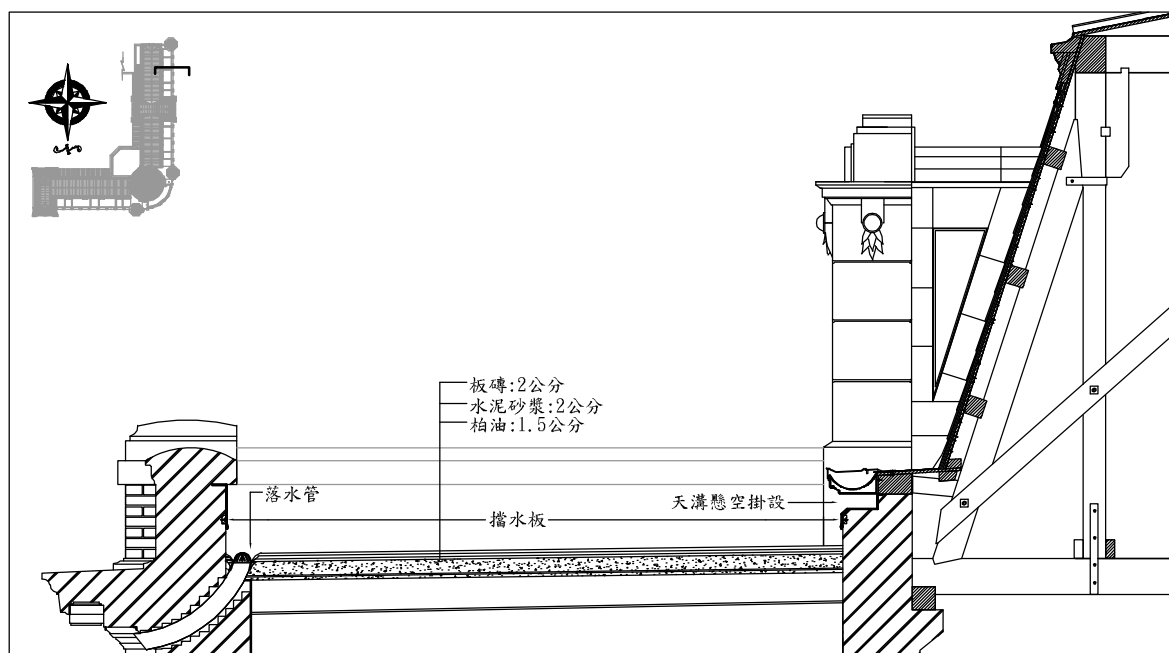 板磚:2公分
水泥砂漿:2公分
柏油:1.5公分
落水管
天溝懸空掛設
擋水板